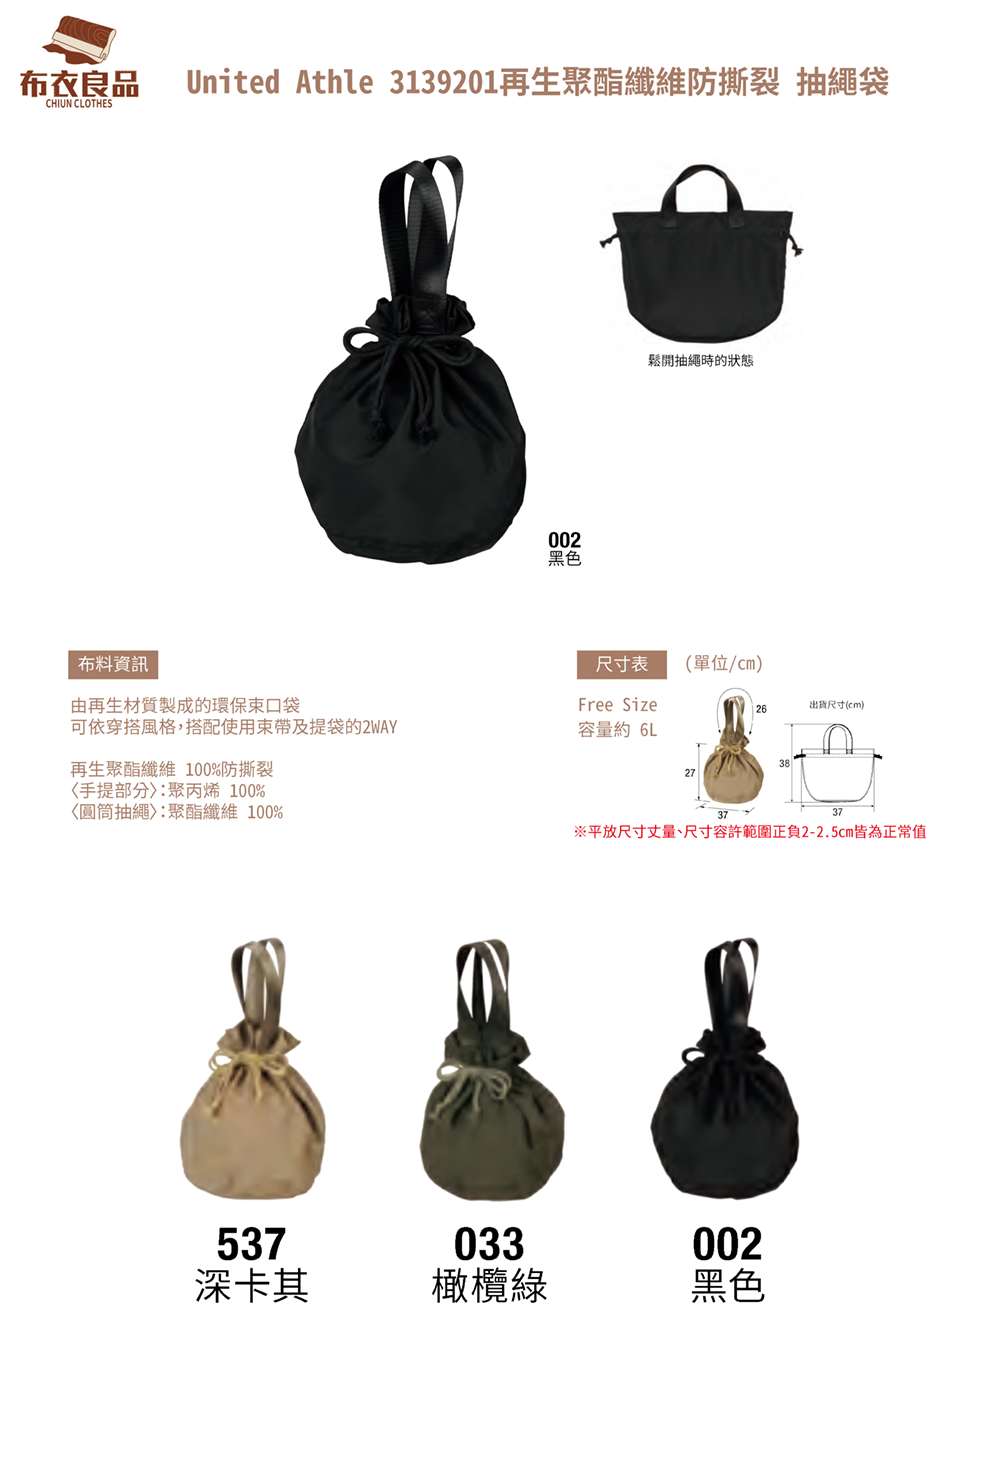 布衣良品
CHIUN CLOTHES
United Athle 3139201再生聚酯纖維防撕裂 抽繩袋
鬆開抽繩時的狀態
002
黑色
布料資訊
由再生材質製成的環保束口袋
可依穿搭風格，搭配使用束帶及提袋的2WAY
再生聚酯纖維 100%防撕裂
〈手提部分〉：聚丙烯 100%
〈圓筒抽繩〉：聚酯纖維 100%
尺寸表 (單位/cm)
Free Size
容量約 6L
26
27
37
出貨尺寸(cm)
38
37
※平放尺寸丈量、尺寸容許範圍正負2-2.5cm皆為正常值
537
深卡其
033
橄欖綠
002
黑色